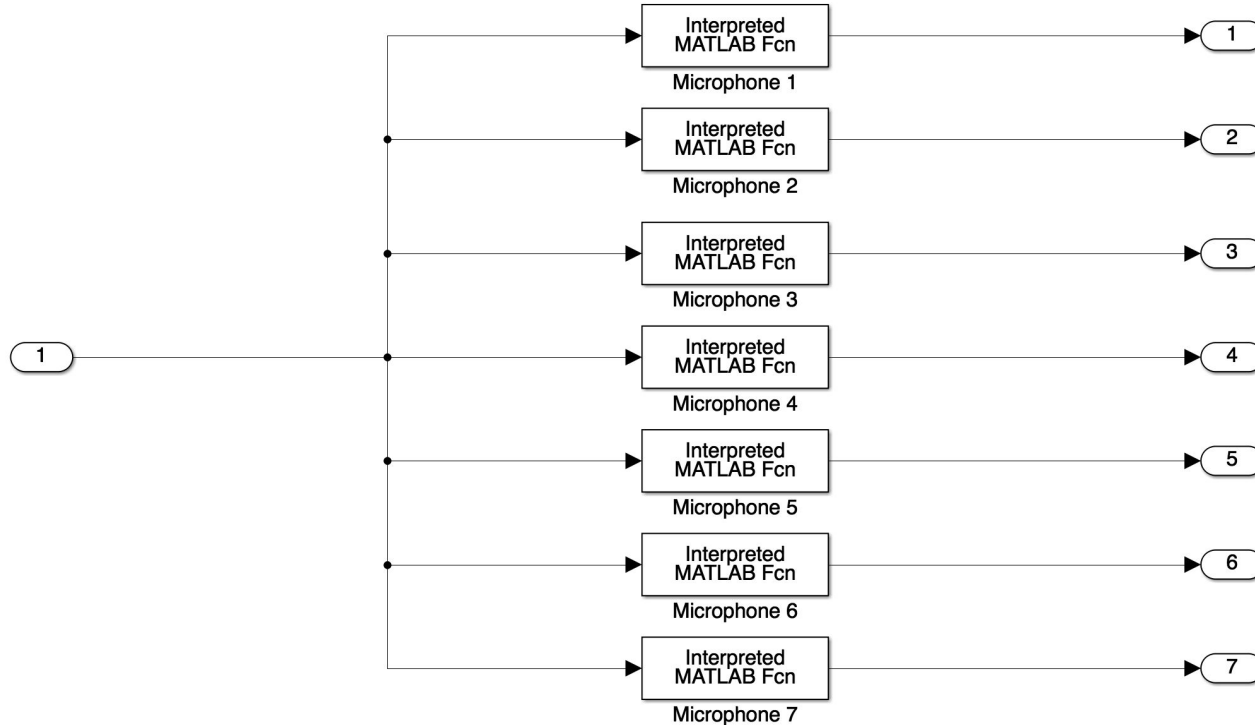 Interpreted
MATLAB Fcn
1
Microphone 1
Interpreted
MATLAB Fcn
2
Microphone 2
Interpreted
MATLAB Fcn
3
Microphone 3
1
Interpreted
MATLAB Fcn
4
Microphone 4
Interpreted
MATLAB Fcn
5
Microphone 5
Interpreted
MATLAB Fcn
6
Microphone 6
Interpreted
MATLAB Fcn
7
Microphone 7